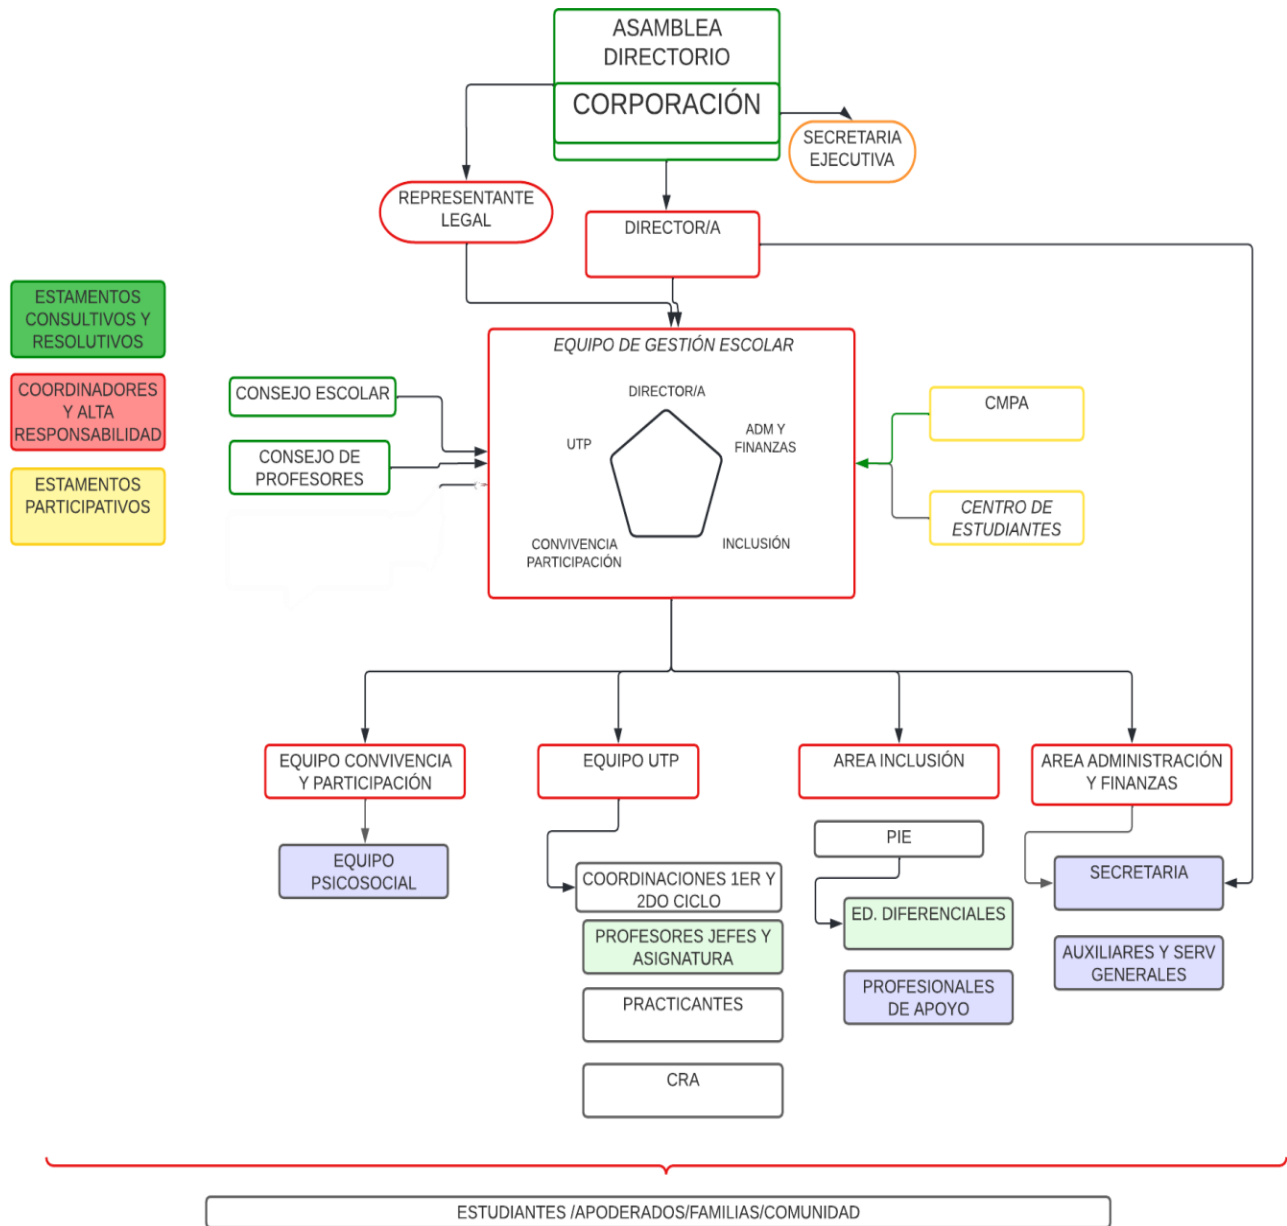 ASAMBLEA
DIRECTORIO
CORPORACIÓN
SECRETARIA
EJECUTIVA
REPRESENTANTE
LEGAL
DIRECTOR/A
ESTAMENTOS
CONSULTIVOS Y
RESOLUTIVOS
COORDINADORES
Y ALTA
RESPONSABILIDAD
ESTAMENTOS
PARTICIPATIVOS
CONSEJO ESCOLAR
CONSEJO DE
PROFESORES
EQUIPO DE GESTIÓN ESCOLAR
DIRECTOR/A
UTP
ADM Y
FINANZAS
CONVIVENCIA
PARTICIPACIÓN
INCLUSIÓN
CMPA
CENTRO DE
ESTUDIANTES
EQUIPO CONVIVENCIA
Y PARTICIPACIÓN
EQUIPO UTP
AREA INCLUSIÓN
AREA ADMINISTRACIÓN
Y FINANZAS
EQUIPO
PSICOSOCIAL
COORDINACIONES 1ER Y
2DO CICLO
PROFESORES JEFES Y
ASIGNATURA
PRACTICANTES
CRA
PIE
ED. DIFERENCIALES
PROFESIONALES
DE APOYO
SECRETARIA
AUXILIARES Y SERV
GENERALES
ESTUDIANTES /APODERADOS/FAMILIAS/COMUNIDAD